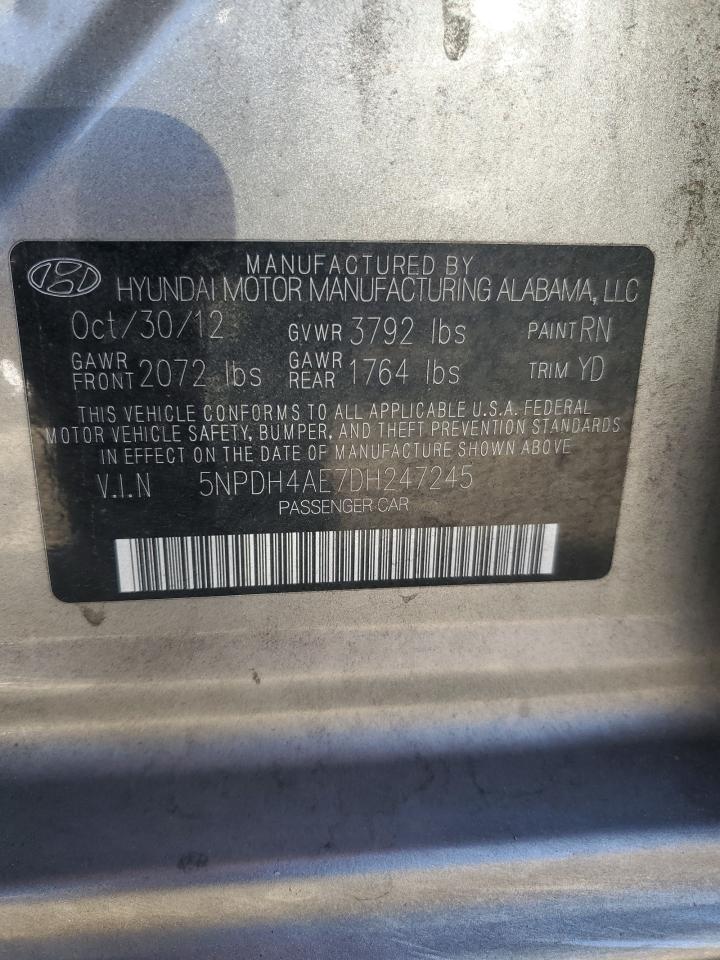 MANUFACTURED BY
HYUNDAI MOTOR MANUFACTURING ALABAMA, LLC
Oct/30/12 GVWR 3792 lbs PAINT RN
GAWR FRONT 2072 lbs GAWR REAR 1764 lbs TRIM YD
THIS VEHICLE CONFORMS TO ALL APPLICABLE U.S.A. FEDERAL
MOTOR VEHICLE SAFETY, BUMPER, AND THEFT PREVENTION STANDARDS
IN EFFECT ON THE DATE OF MANUFACTURE SHOWN ABOVE
V.I.N 5NPDH4AE7DH247245
PASSENGER CAR